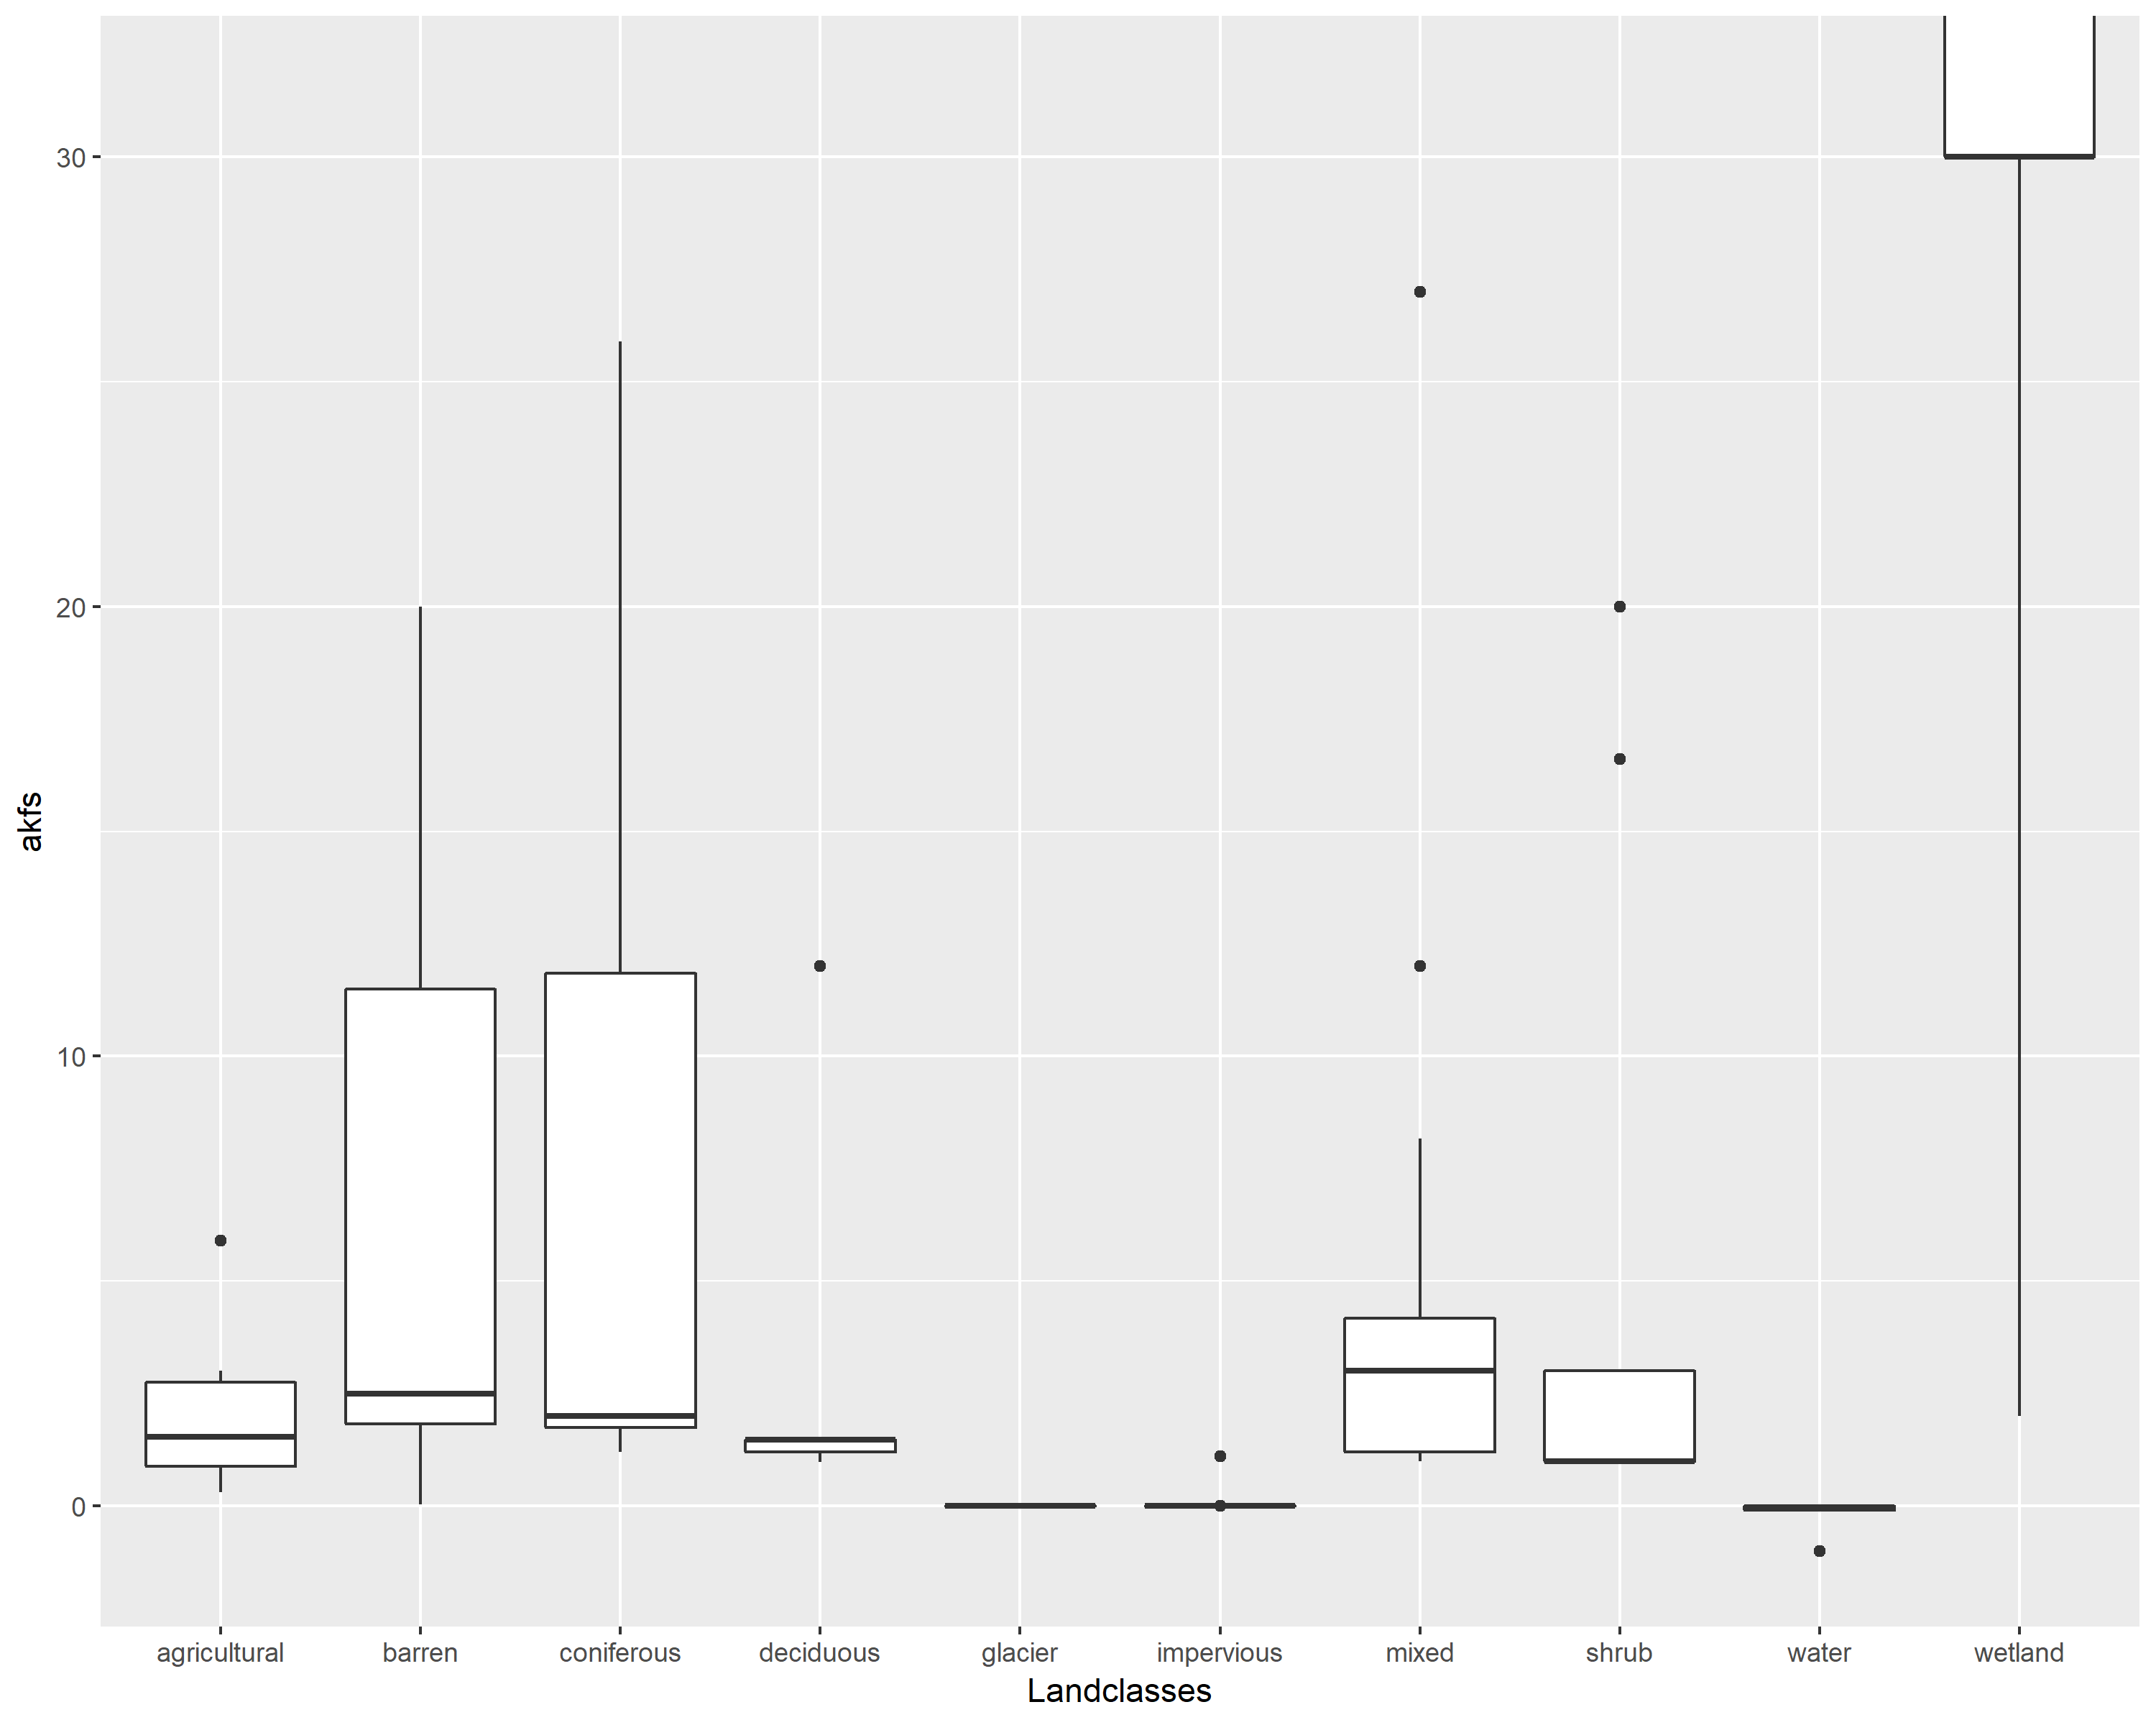 30
20
10
0
akfs
agricultural barren coniferous deciduous glacier impervious mixed shrub water wetland
Landclasses